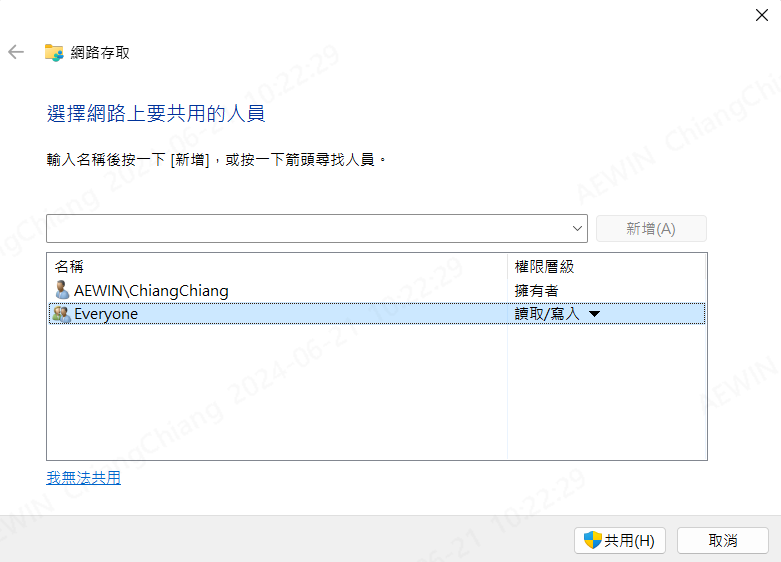 網路存取
選擇網路上要共用的人員
輸入名稱後按一下 [新增]，或按一下箭頭尋找人員。
新增(A)
名稱 權限層級
AEWIN\ChiangChiang 擁有者
Everyone 讀取/寫入
我無法共用
共用(H) 取消
AEWIN ChiangChiang 2024-06-21 10:22:29